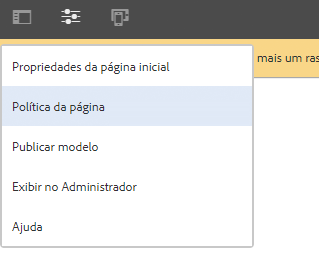 mais um ras
Propriedades da página inicial
Política da página
Publicar modelo
Exibir no Administrador
Ajuda